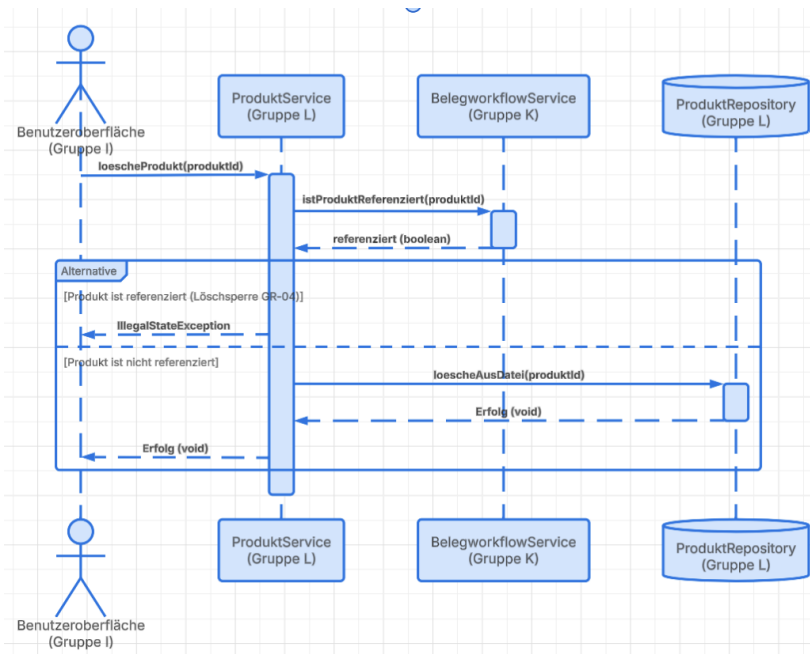 ProduktService
(Gruppe L)
BelegworkflowService
(Gruppe K)
ProduktRepository
(Gruppe L)
Benutzeroberfläche
(Gruppe I)
loescheProdukt(produktId)
istProduktReferenziert(produktId)
referenziert (boolean)
Alternative
[Produkt ist referenziert (Löschsperre GR-04)]
IllegalStateException
[Produkt ist nicht referenziert]
loescheAusDatei(produktId)
Erfolg (void)
Erfolg (void)
ProduktService
(Gruppe L)
BelegworkflowService
(Gruppe K)
ProduktRepository
(Gruppe L)
Benutzeroberfläche
(Gruppe I)